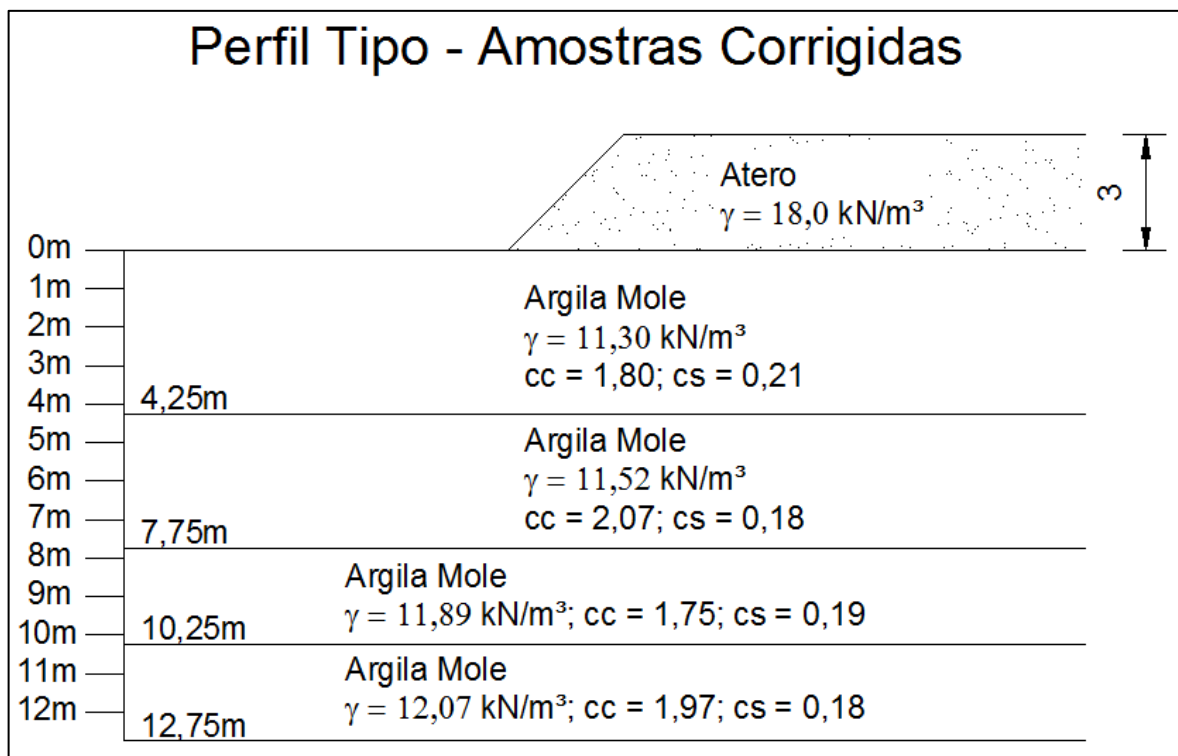 Perfil Tipo - Amostras Corrigidas
Atero
γ = 18,0 kN/m³
3
0m
1m
2m
3m
4m
5m
6m
7m
8m
9m
10m
11m
12m
Argila Mole
γ = 11,30 kN/m³
cc = 1,80; cs = 0,21
4,25m
Argila Mole
γ = 11,52 kN/m³
cc = 2,07; cs = 0,18
7,75m
Argila Mole
γ = 11,89 kN/m³; cc = 1,75; cs = 0,19
10,25m
Argila Mole
γ = 12,07 kN/m³; cc = 1,97; cs = 0,18
12,75m